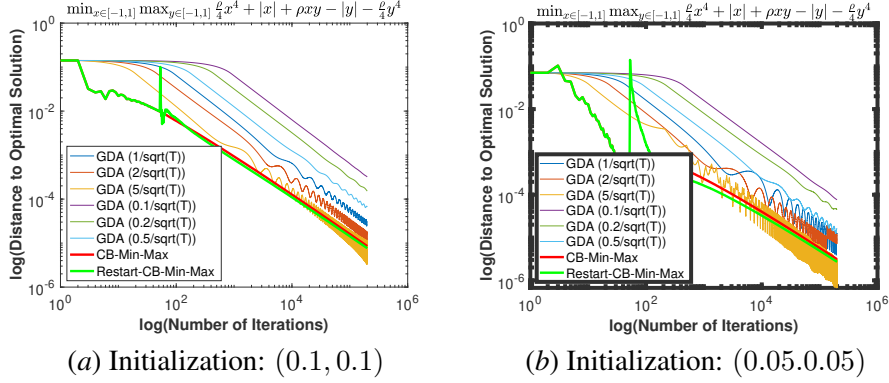 min_{x∈[-1,1]} max_{y∈[-1,1]} ρ/4 x^4 + |x| + ρxy − |y| − ρ/4 y^4
10^0
10^-2
10^-4
10^-6
log(Distance to Optimal Solution)
GDA (1/sqrt(T))
GDA (2/sqrt(T))
GDA (5/sqrt(T))
GDA (0.1/sqrt(T))
GDA (0.2/sqrt(T))
GDA (0.5/sqrt(T))
CB-Min-Max
Restart-CB-Min-Max
10^0 10^2 10^4 10^6
log(Number of Iterations)
(a) Initialization: (0.1, 0.1)
min_{x∈[-1,1]} max_{y∈[-1,1]} ρ/4 x^4 + |x| + ρxy − |y| − ρ/4 y^4
10^0
10^-2
10^-4
10^-6
log(Distance to Optimal Solution)
GDA (1/sqrt(T))
GDA (2/sqrt(T))
GDA (5/sqrt(T))
GDA (0.1/sqrt(T))
GDA (0.2/sqrt(T))
GDA (0.5/sqrt(T))
CB-Min-Max
Restart-CB-Min-Max
10^0 10^2 10^4 10^6
log(Number of Iterations)
(b) Initialization: (0.05.0.05)